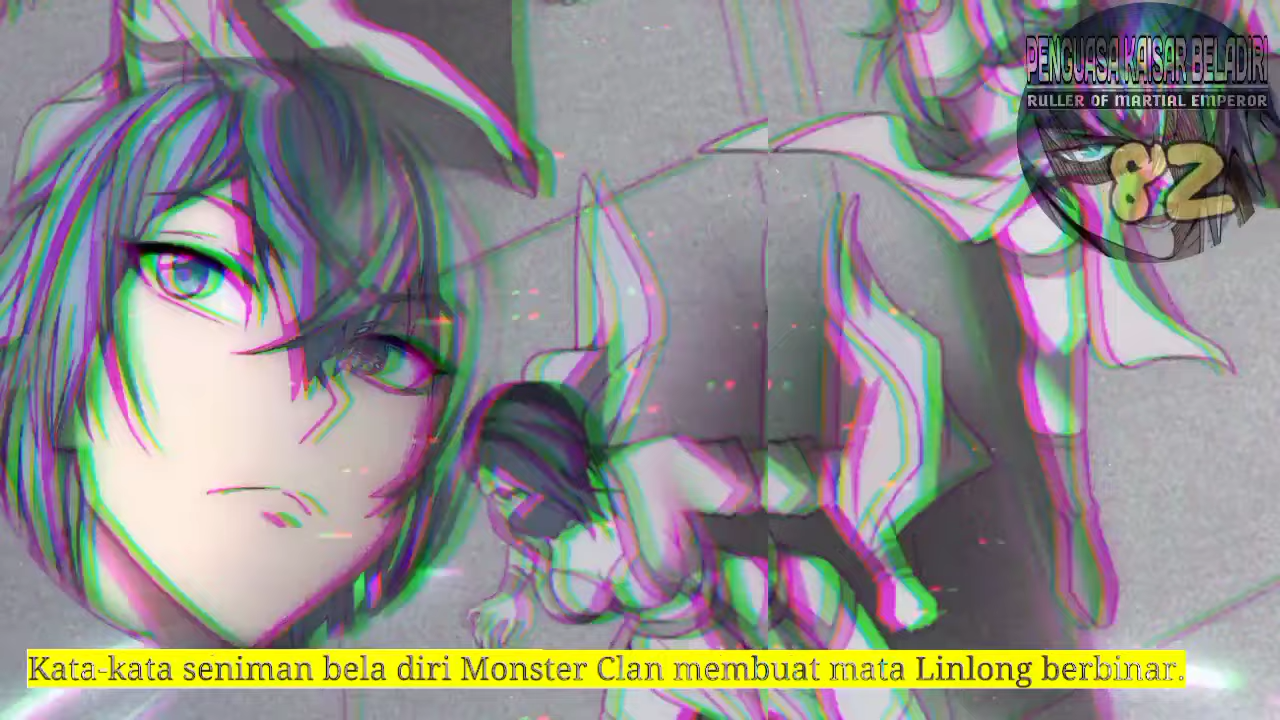 PENGUASA KAISAR BELADIRI
RULLER OF MARTIAL EMPEROR
82
Kata-kata seniman bela diri Monster Clan membuat mata Linlong berbinar.